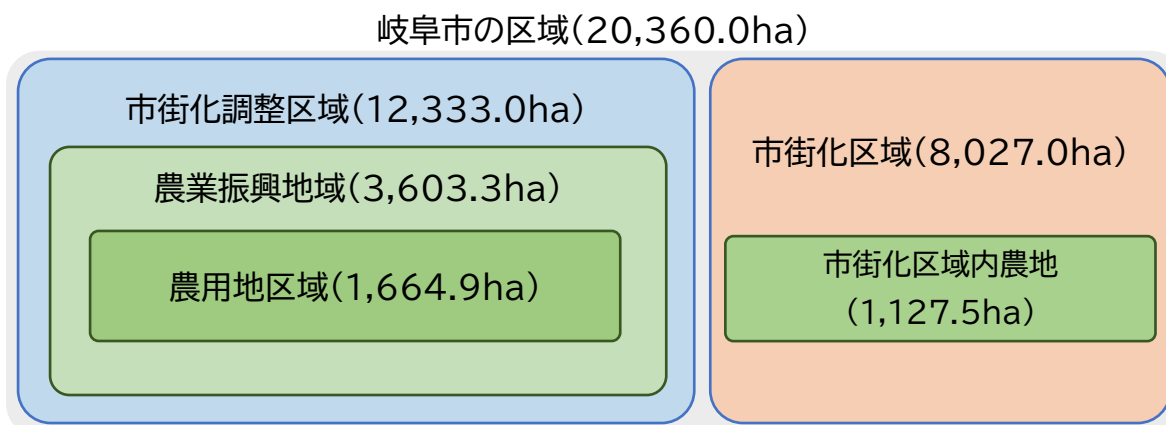 岐阜市の区域(20,360.0ha)
市街化調整区域(12,333.0ha)
農業振興地域(3,603.3ha)
農用地区域(1,664.9ha)
市街化区域(8,027.0ha)
市街化区域内農地
(1,127.5ha)